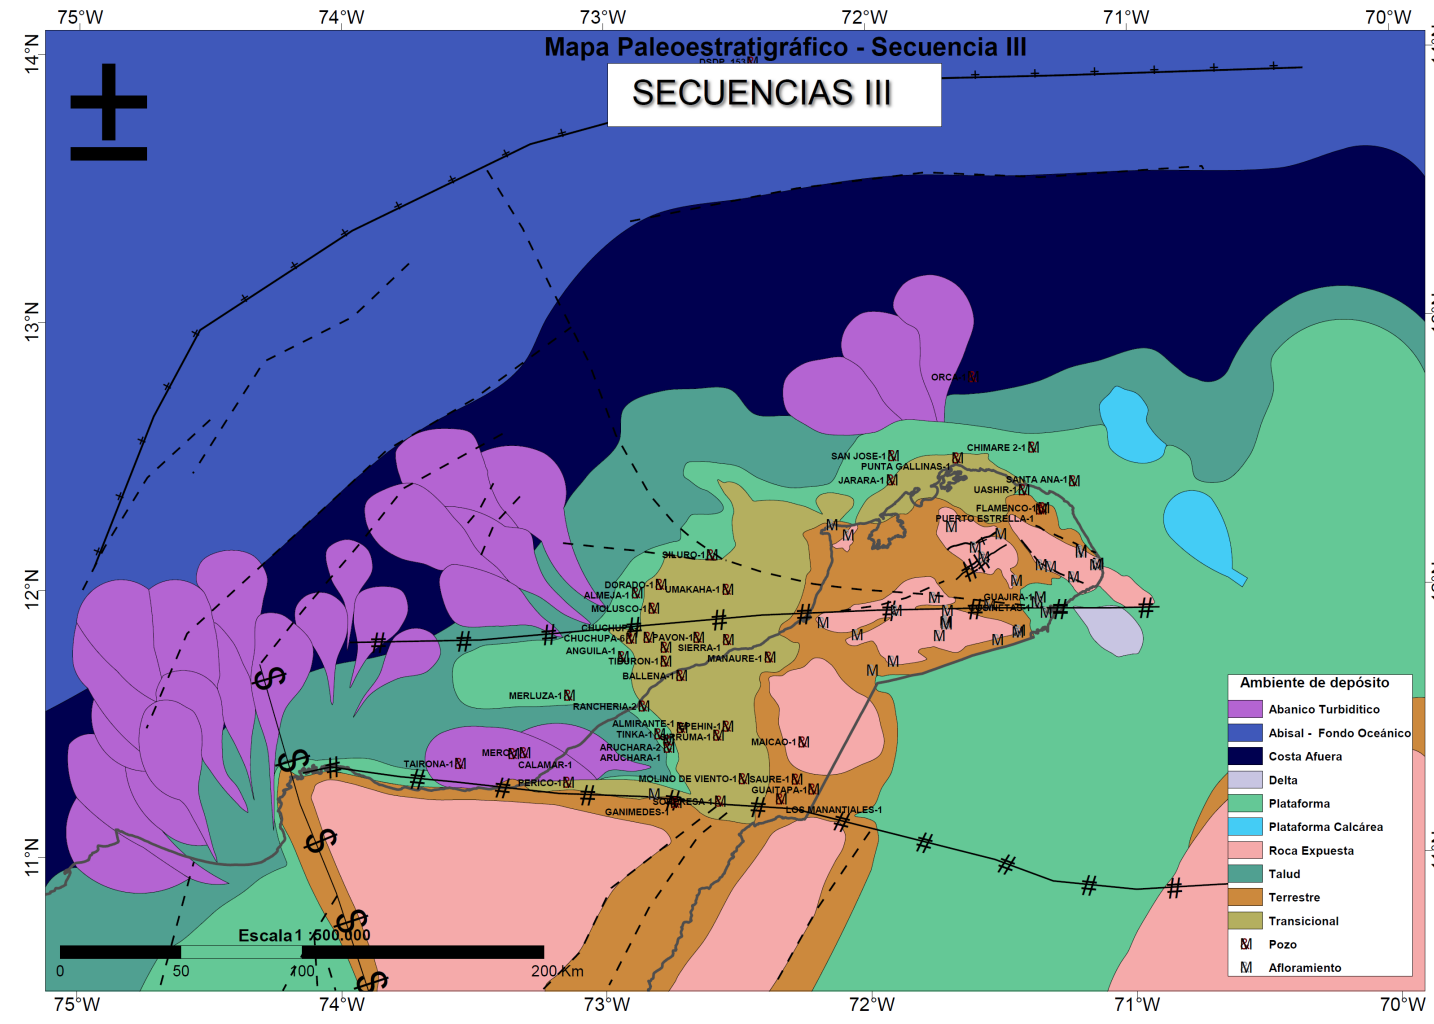 75°W 74°W 73°W 72°W 71°W 70°W
14°N
Mapa Paleoestratigráfico - Secuencia III
SECUENCIAS III
13°N
ORCA
CHIMARE 2-1
SAN JOSE-1
PUNTA GALLINAS-1
JARARA-1
SANTA ANA-1
UASHIR-1
FLAMENCO-1
PUERTO ESTRELLA-1
SILURO-1
12°N
DORADO-1
ALMEJA-1
UMAKAHA-1
MOLUSCO-1
GUAJIRA-1
CHUCHUPA-6
PAVON-1
SIERRA-1
ANGUILA-1
TIBURON-1
MANAURE-1
BALLENA-1
MERLUZA-1
RANCHERIA-2
ALMIRANTE-1
TINKA-1
ARUCHARA-2
ARUCHARA-1
MAICAO-1
TAIRONA-1
CALAMAR-1
PERICO-1
MOLINO DE VIENTO-1
SAURE-1
GUAITAPA-1
GANIMEDES-1
LOS MANANTIALES-1
11°N
Escala 1 :500.000
0 50 100 200 Km
Ambiente de depósito
Abanico Turbiditico
Abisal - Fondo Oceánico
Costa Afuera
Delta
Plataforma
Plataforma Calcárea
Roca Expuesta
Talud
Terrestre
Transicional
Pozo
Afloramiento
75°W 74°W 73°W 72°W 71°W 70°W